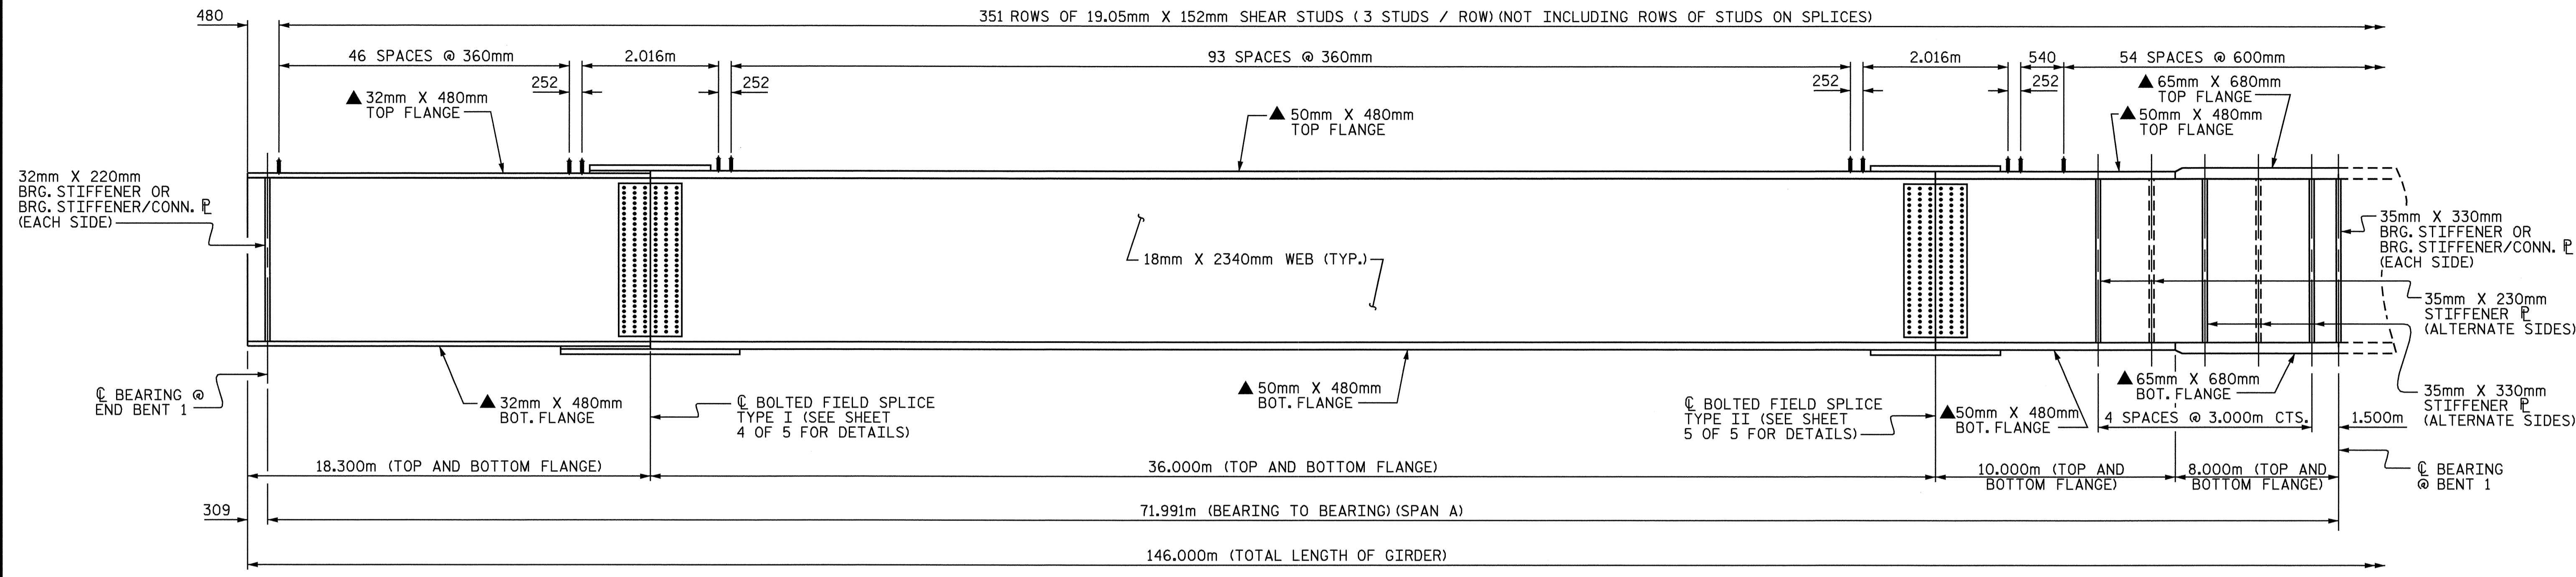 480
351 ROWS OF 19.05mm X 152mm SHEAR STUDS (3 STUDS / ROW)(NOT INCLUDING ROWS OF STUDS ON SPLICES)
46 SPACES @ 360mm
2.016m
93 SPACES @ 360mm
2.016m
540
54 SPACES @ 600mm
252
252
252
252
▲ 32mm X 480mm
TOP FLANGE
▲ 50mm X 480mm
TOP FLANGE
▲ 65mm X 680mm
TOP FLANGE
▲ 50mm X 480mm
TOP FLANGE
32mm X 220mm
BRG. STIFFENER OR
BRG. STIFFENER/CONN. ⅊
(EACH SIDE)
18mm X 2340mm WEB (TYP.)
35mm X 330mm
BRG. STIFFENER OR
BRG. STIFFENER/CONN. ⅊
(EACH SIDE)
35mm X 230mm
STIFFENER ⅊
(ALTERNATE SIDES)
35mm X 330mm
STIFFENER ⅊
(ALTERNATE SIDES)
℄ BEARING @
END BENT 1
▲ 32mm X 480mm
BOT. FLANGE
℄ BOLTED FIELD SPLICE
TYPE I (SEE SHEET
4 OF 5 FOR DETAILS)
▲ 50mm X 480mm
BOT. FLANGE
℄ BOLTED FIELD SPLICE
TYPE II (SEE SHEET
5 OF 5 FOR DETAILS)
▲ 50mm X 480mm
BOT. FLANGE
▲ 65mm X 680mm
BOT. FLANGE
4 SPACES @ 3.000m CTS.
1.500m
18.300m (TOP AND BOTTOM FLANGE)
36.000m (TOP AND BOTTOM FLANGE)
10.000m (TOP AND
BOTTOM FLANGE)
8.000m (TOP AND
BOTTOM FLANGE)
℄ BEARING
@ BENT 1
309
71.991m (BEARING TO BEARING)(SPAN A)
146.000m (TOTAL LENGTH OF GIRDER)